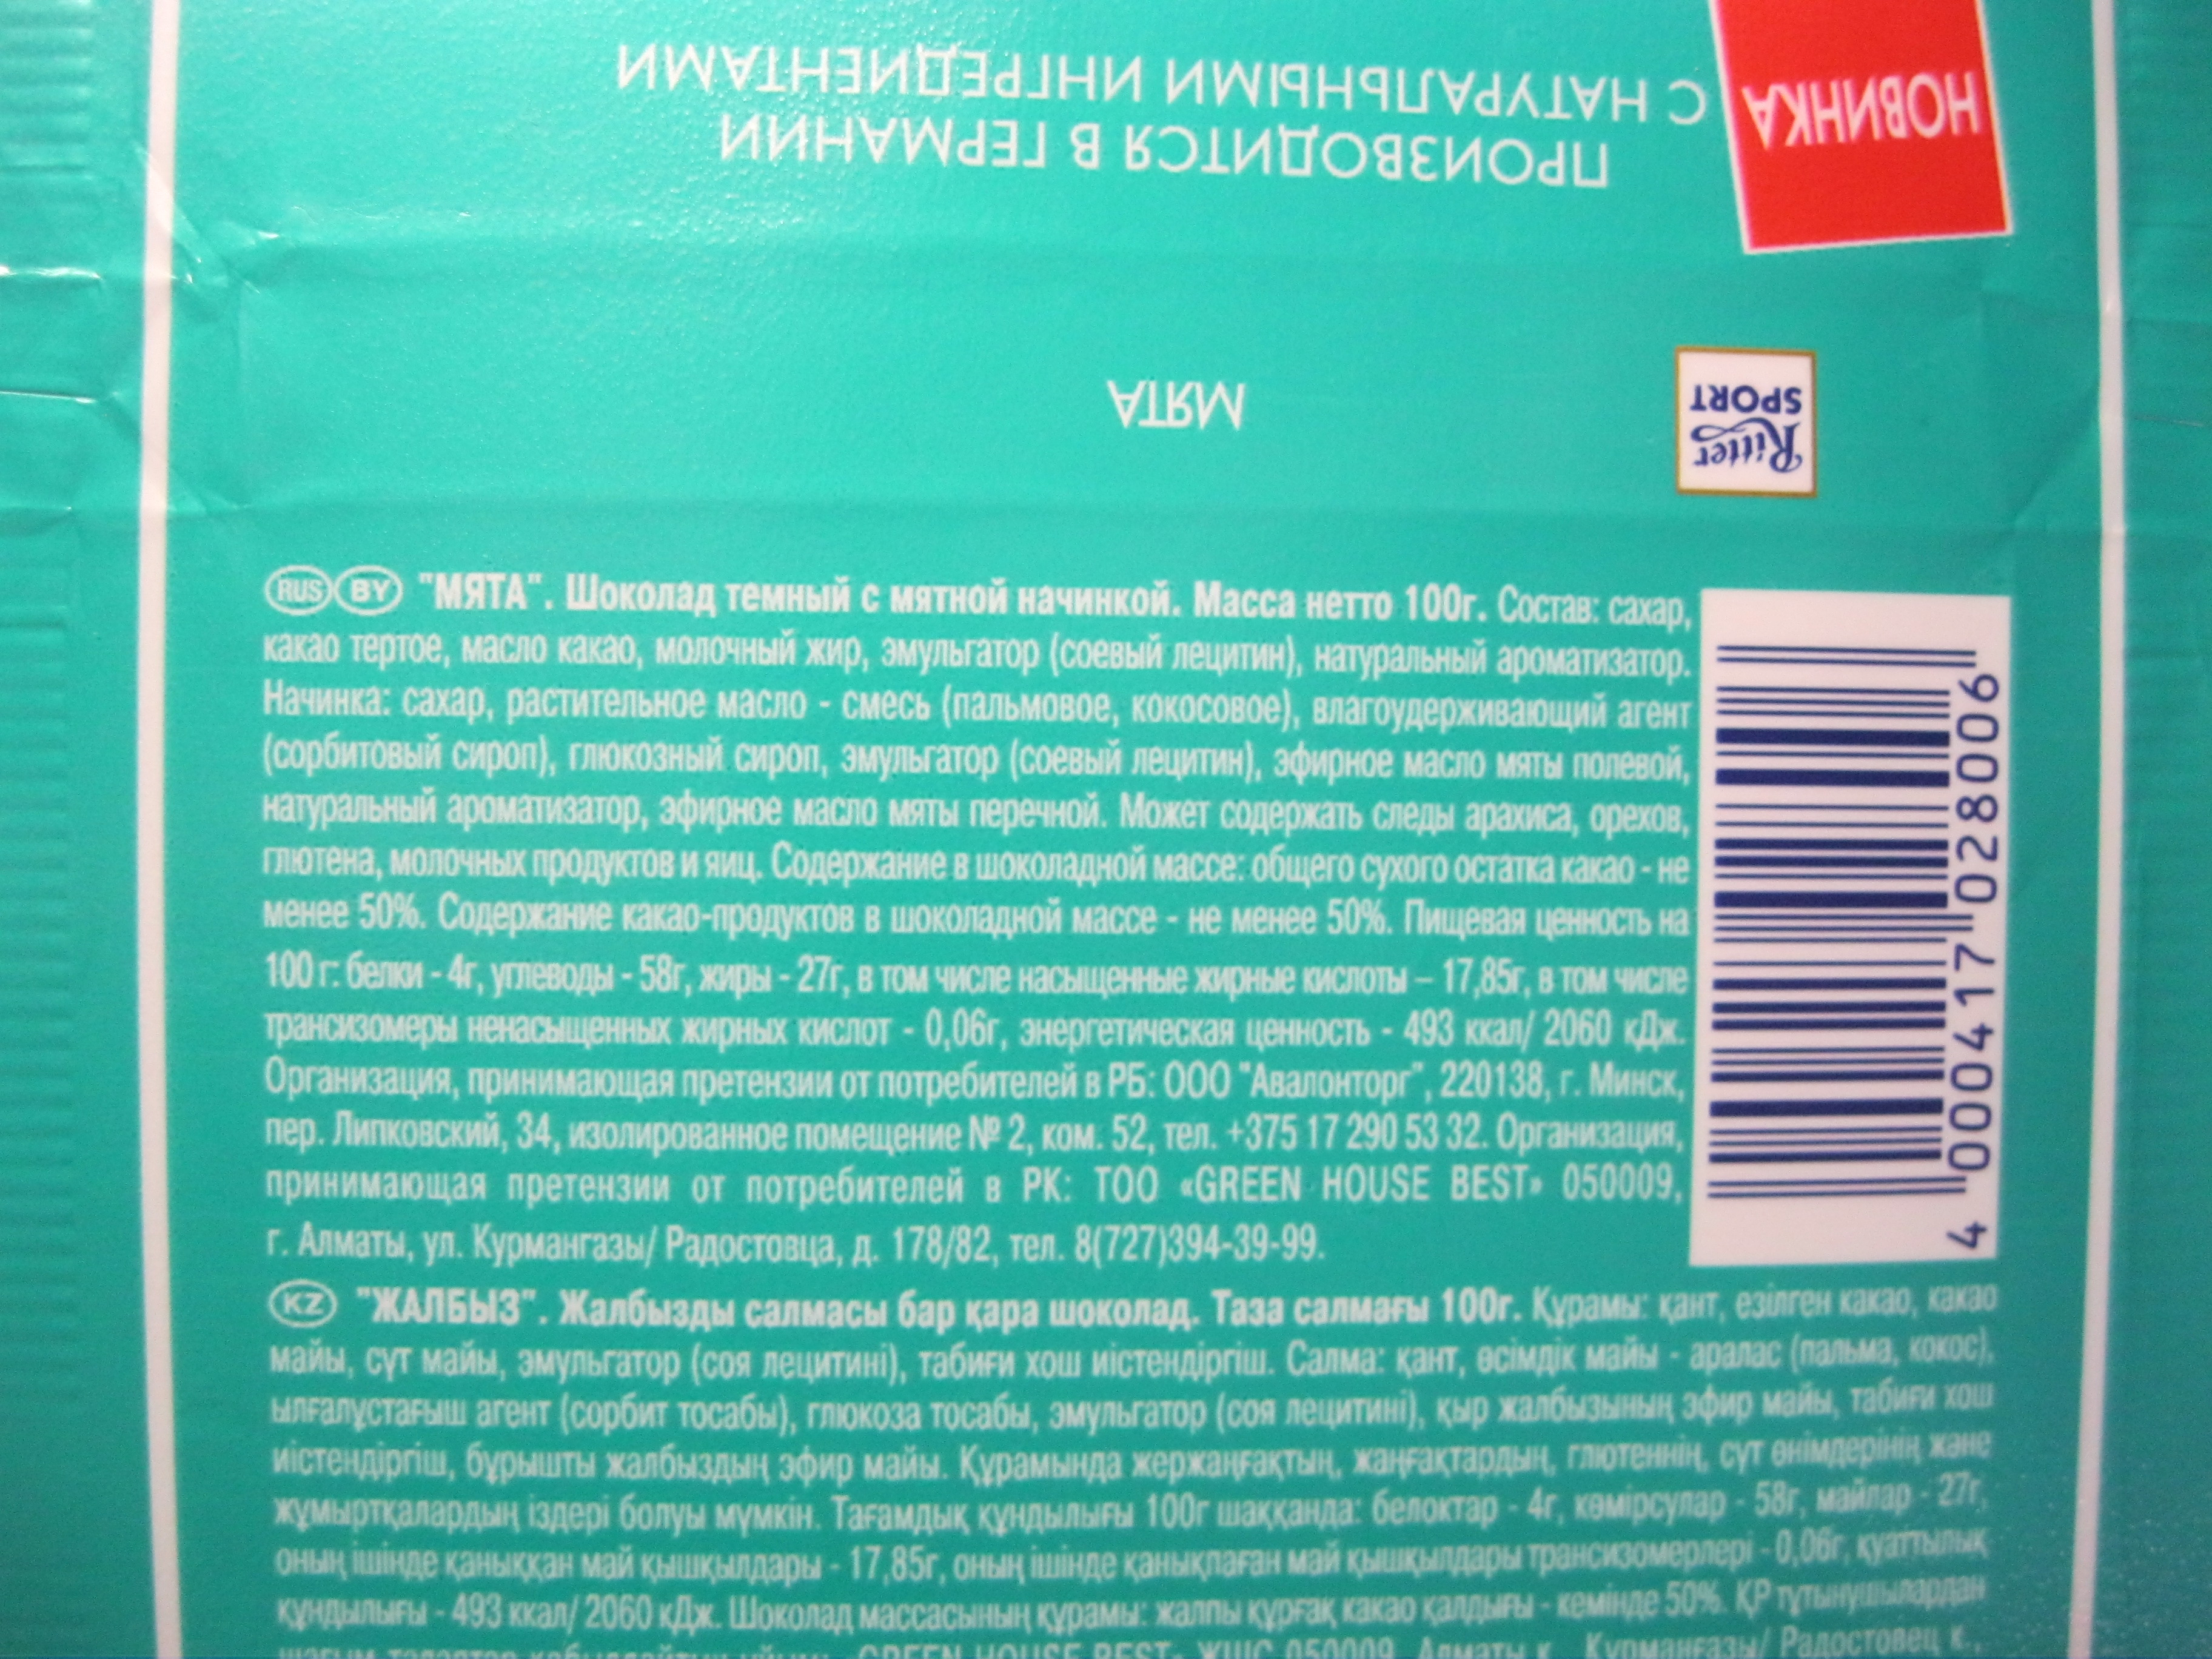 С НАТУРАЛЬНЫМИ ИНГРЕДИЕНТАМИ
ПРОИЗВОДИТСЯ В ГЕРМАНИИ
НОВИНКА
МЯТА
Ritter
SPORT
RUS BY "МЯТА". Шоколад темный с мятной начинкой. Масса нетто 100г. Состав: сахар,
какао тертое, масло какао, молочный жир, эмульгатор (соевый лецитин), натуральный ароматизатор.
Начинка: сахар, растительное масло - смесь (пальмовое, кокосовое), влагоудерживающий агент
(сорбитовый сироп), глюкозный сироп, эмульгатор (соевый лецитин), эфирное масло мяты полевой,
натуральный ароматизатор, эфирное масло мяты перечной. Может содержать следы арахиса, орехов,
глютена, молочных продуктов и яиц. Содержание в шоколадной массе: общего сухого остатка какао - не
менее 50%. Содержание какао-продуктов в шоколадной массе - не менее 50%. Пищевая ценность на
100 г: белки - 4г, углеводы - 58г, жиры - 27г, в том числе насыщенные жирные кислоты – 17,85г, в том числе
трансизомеры ненасыщенных жирных кислот - 0,06г, энергетическая ценность - 493 ккал/ 2060 кДж.
Организация, принимающая претензии от потребителей в РБ: ООО "Авалонторг", 220138, г. Минск,
пер. Липковский, 34, изолированное помещение № 2, ком. 52, тел. +375 17 290 53 32. Организация,
принимающая претензии от потребителей в РК: ТОО «GREEN HOUSE BEST» 050009,
г. Алматы, ул. Курмангазы/ Радостовца, д. 178/82, тел. 8(727)394-39-99.
4 000417 028006
KZ "ЖАЛБЫЗ". Жалбызды салмасы бар қара шоколад. Таза салмағы 100г. Құрамы: қант, езілген какао, какао
майы, сүт майы, эмульгатор (соя лецитині), табиғи хош иістендіргіш. Салма: қант, өсімдік майы - аралас (пальма, кокос),
ылғалұстағыш агент (сорбит тосабы), глюкоза тосабы, эмульгатор (соя лецитині), қыр жалбызының эфир майы, табиғи хош
иістендіргіш, бұрышты жалбыздың эфир майы. Құрамында жержаңғақтың, жаңғақтардың, глютеннің, сүт өнімдерінің және
жұмыртқалардың іздері болуы мүмкін. Тағамдық құндылығы 100г шаққанда: белоктар - 4г, көмірсулар - 58г, майлар - 27г,
оның ішінде қаныққан май қышқылдары - 17,85г, оның ішінде қанықпаған май қышқылдары трансизомерлері - 0,06г, қуаттылық
құндылығы - 493 ккал/ 2060 кДж. Шоколад массасының құрамы: жалпы құрғақ какао қалдығы - кемінде 50%. ҚР тұтынушылардан
GREEN HOUSE BEST» ЖШС 050009, Алматы қ., Курманғазы/ Радостовец к.,